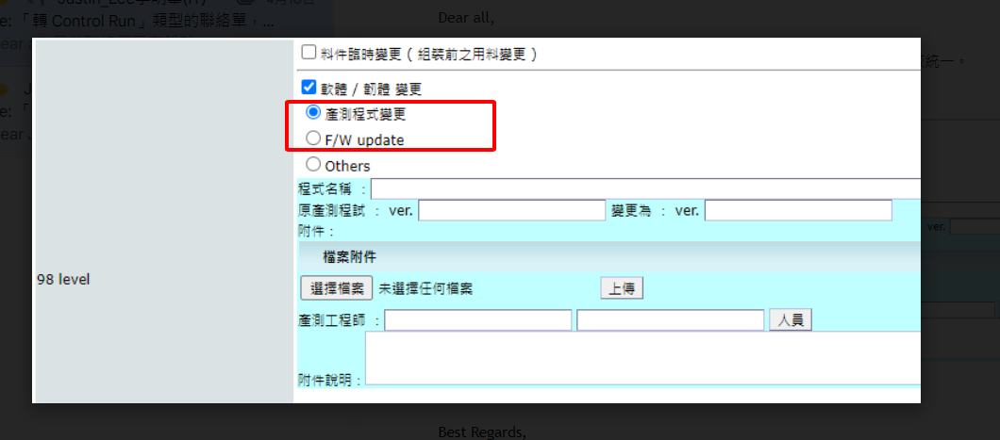 Dear all,
e: 「轉 Control Run」類型的聯絡單，...
料件臨時變更 ( 組裝前之用料變更 )
統一。
軟體 / 韌體 變更
產測程式變更
F/W update
Others
程式名稱 ：
原產測程試 ： ver. 變更為 ： ver.
ver.
附件：
檔案附件
98 level
選擇檔案 未選擇任何檔案 上傳
產測工程師 ： 人員
附件說明：
Best Regards,